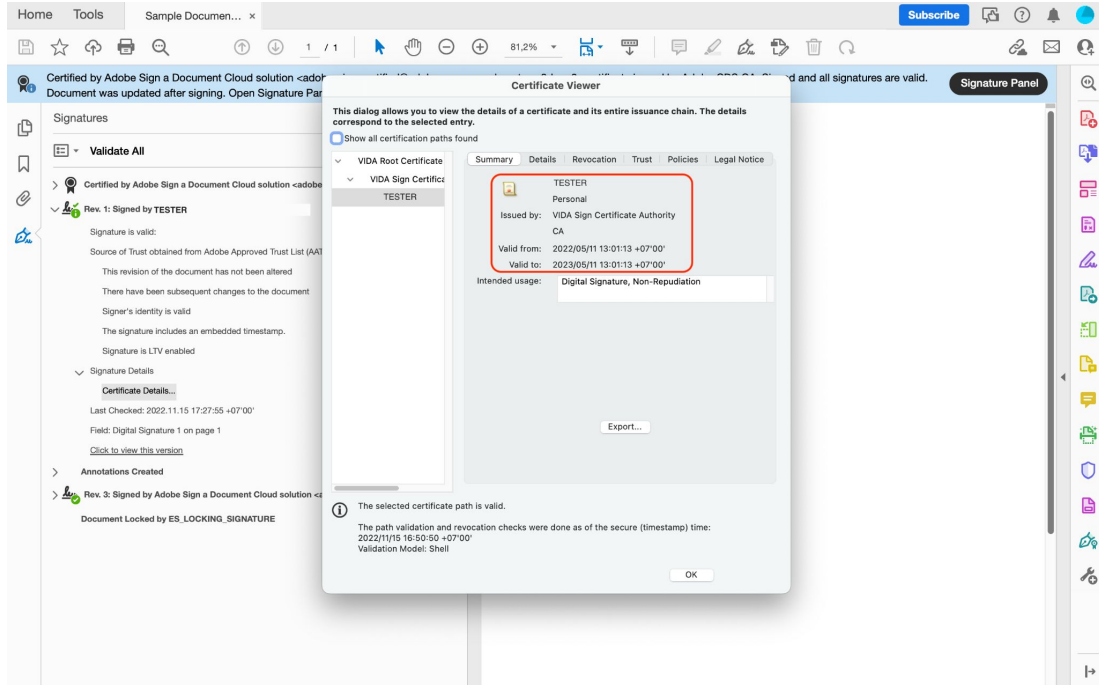 Home Tools Sample Documen... ×
Subscribe
1 / 1 81,2%
Certified by Adobe Sign a Document Cloud solution <adob
d and all signatures are valid.
Document was updated after signing. Open Signature Par
Signature Panel
Signatures
Validate All
Certified by Adobe Sign a Document Cloud solution <adobe
Rev. 1: Signed by TESTER
Signature is valid:
Source of Trust obtained from Adobe Approved Trust List (AAT
This revision of the document has not been altered
There have been subsequent changes to the document
Signer's identity is valid
The signature includes an embedded timestamp.
Signature is LTV enabled
Signature Details
Certificate Details...
Last Checked: 2022.11.15 17:27:55 +07'00'
Field: Digital Signature 1 on page 1
Click to view this version
Annotations Created
Rev. 3: Signed by Adobe Sign a Document Cloud solution <a
Document Locked by ES_LOCKING_SIGNATURE
Certificate Viewer
This dialog allows you to view the details of a certificate and its entire issuance chain. The details
correspond to the selected entry.
Show all certification paths found
VIDA Root Certificate
VIDA Sign Certifica
TESTER
Summary Details Revocation Trust Policies Legal Notice
TESTER
Personal
Issued by: VIDA Sign Certificate Authority
CA
Valid from: 2022/05/11 13:01:13 +07'00'
Valid to: 2023/05/11 13:01:13 +07'00'
Intended usage: Digital Signature, Non-Repudiation
Export...
The selected certificate path is valid.
The path validation and revocation checks were done as of the secure (timestamp) time:
2022/11/15 16:50:50 +07'00'
Validation Model: Shell
OK